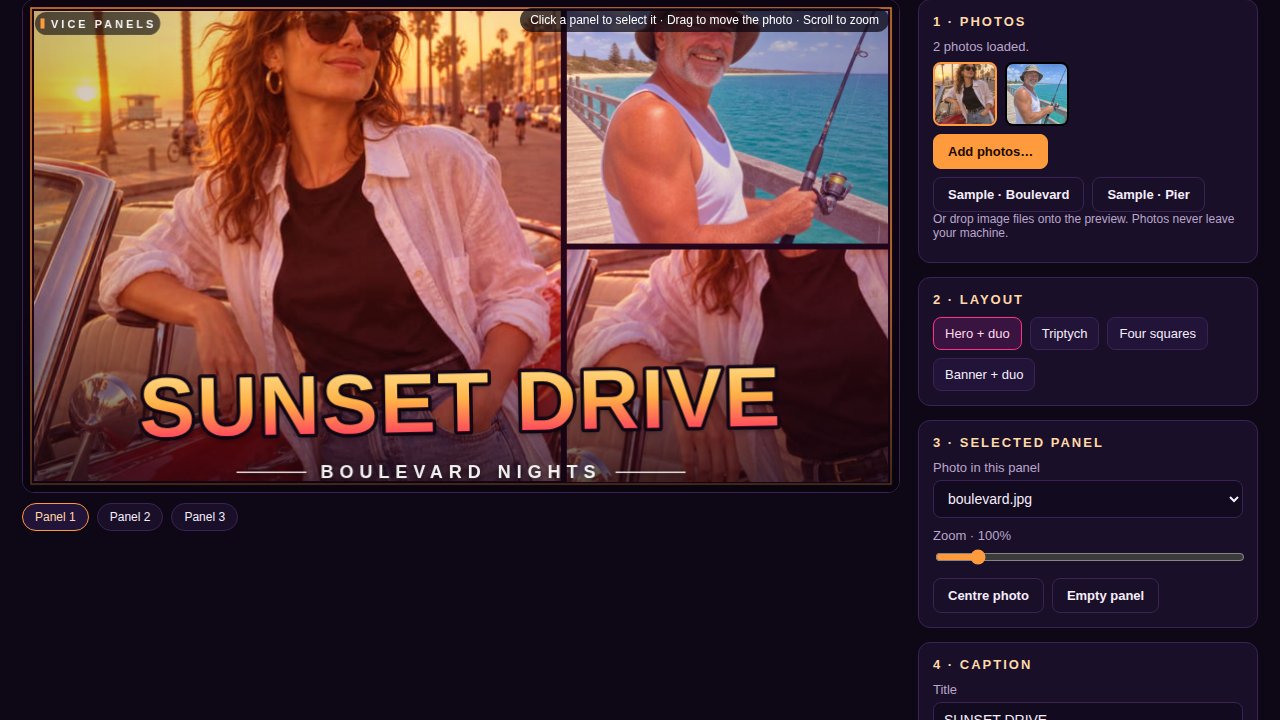 VICE PANELS
Click a panel to select it · Drag to move the photo · Scroll to zoom
SUNSET DRIVE
BOULEVARD NIGHTS
Panel 1
Panel 2
Panel 3
1 · PHOTOS
2 photos loaded.
Add photos…
Sample · Boulevard
Sample · Pier
Or drop image files onto the preview. Photos never leave
your machine.
2 · LAYOUT
Hero + duo
Triptych
Four squares
Banner + duo
3 · SELECTED PANEL
Photo in this panel
boulevard.jpg
Zoom · 100%
Centre photo
Empty panel
4 · CAPTION
Title
SUNSET DRIVE